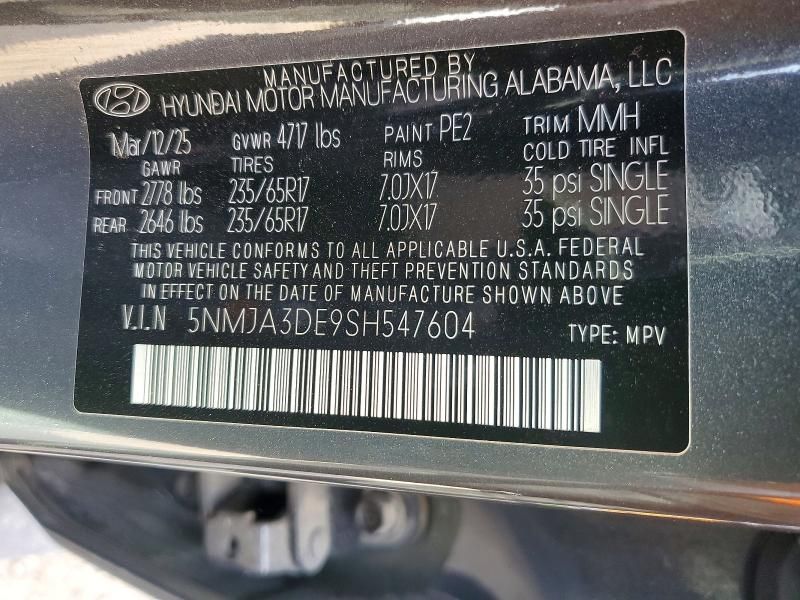 MANUFACTURED BY
HYUNDAI MOTOR MANUFACTURING ALABAMA, LLC
Mar/12/25 GVWR 4717 lbs PAINT PE2 TRIM MMH
GAWR TIRES RIMS COLD TIRE INFL
FRONT 2778 lbs 235/65R17 7.0JX17 35 psi SINGLE
REAR 2646 lbs 235/65R17 7.0JX17 35 psi SINGLE
THIS VEHICLE CONFORMS TO ALL APPLICABLE U.S.A. FEDERAL
MOTOR VEHICLE SAFETY AND THEFT PREVENTION STANDARDS
IN EFFECT ON THE DATE OF MANUFACTURE SHOWN ABOVE
V.I.N 5NMJA3DE9SH547604 TYPE: MPV